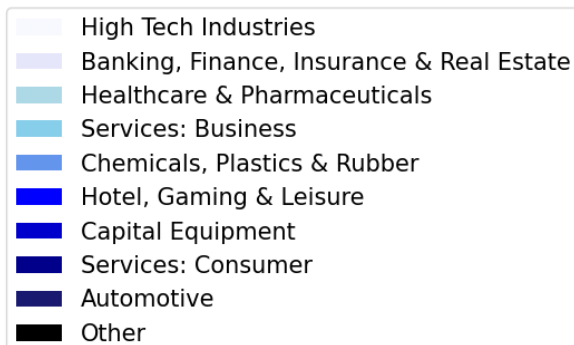 High Tech Industries
Banking, Finance, Insurance & Real Estate
Healthcare & Pharmaceuticals
Services: Business
Chemicals, Plastics & Rubber
Hotel, Gaming & Leisure
Capital Equipment
Services: Consumer
Automotive
Other